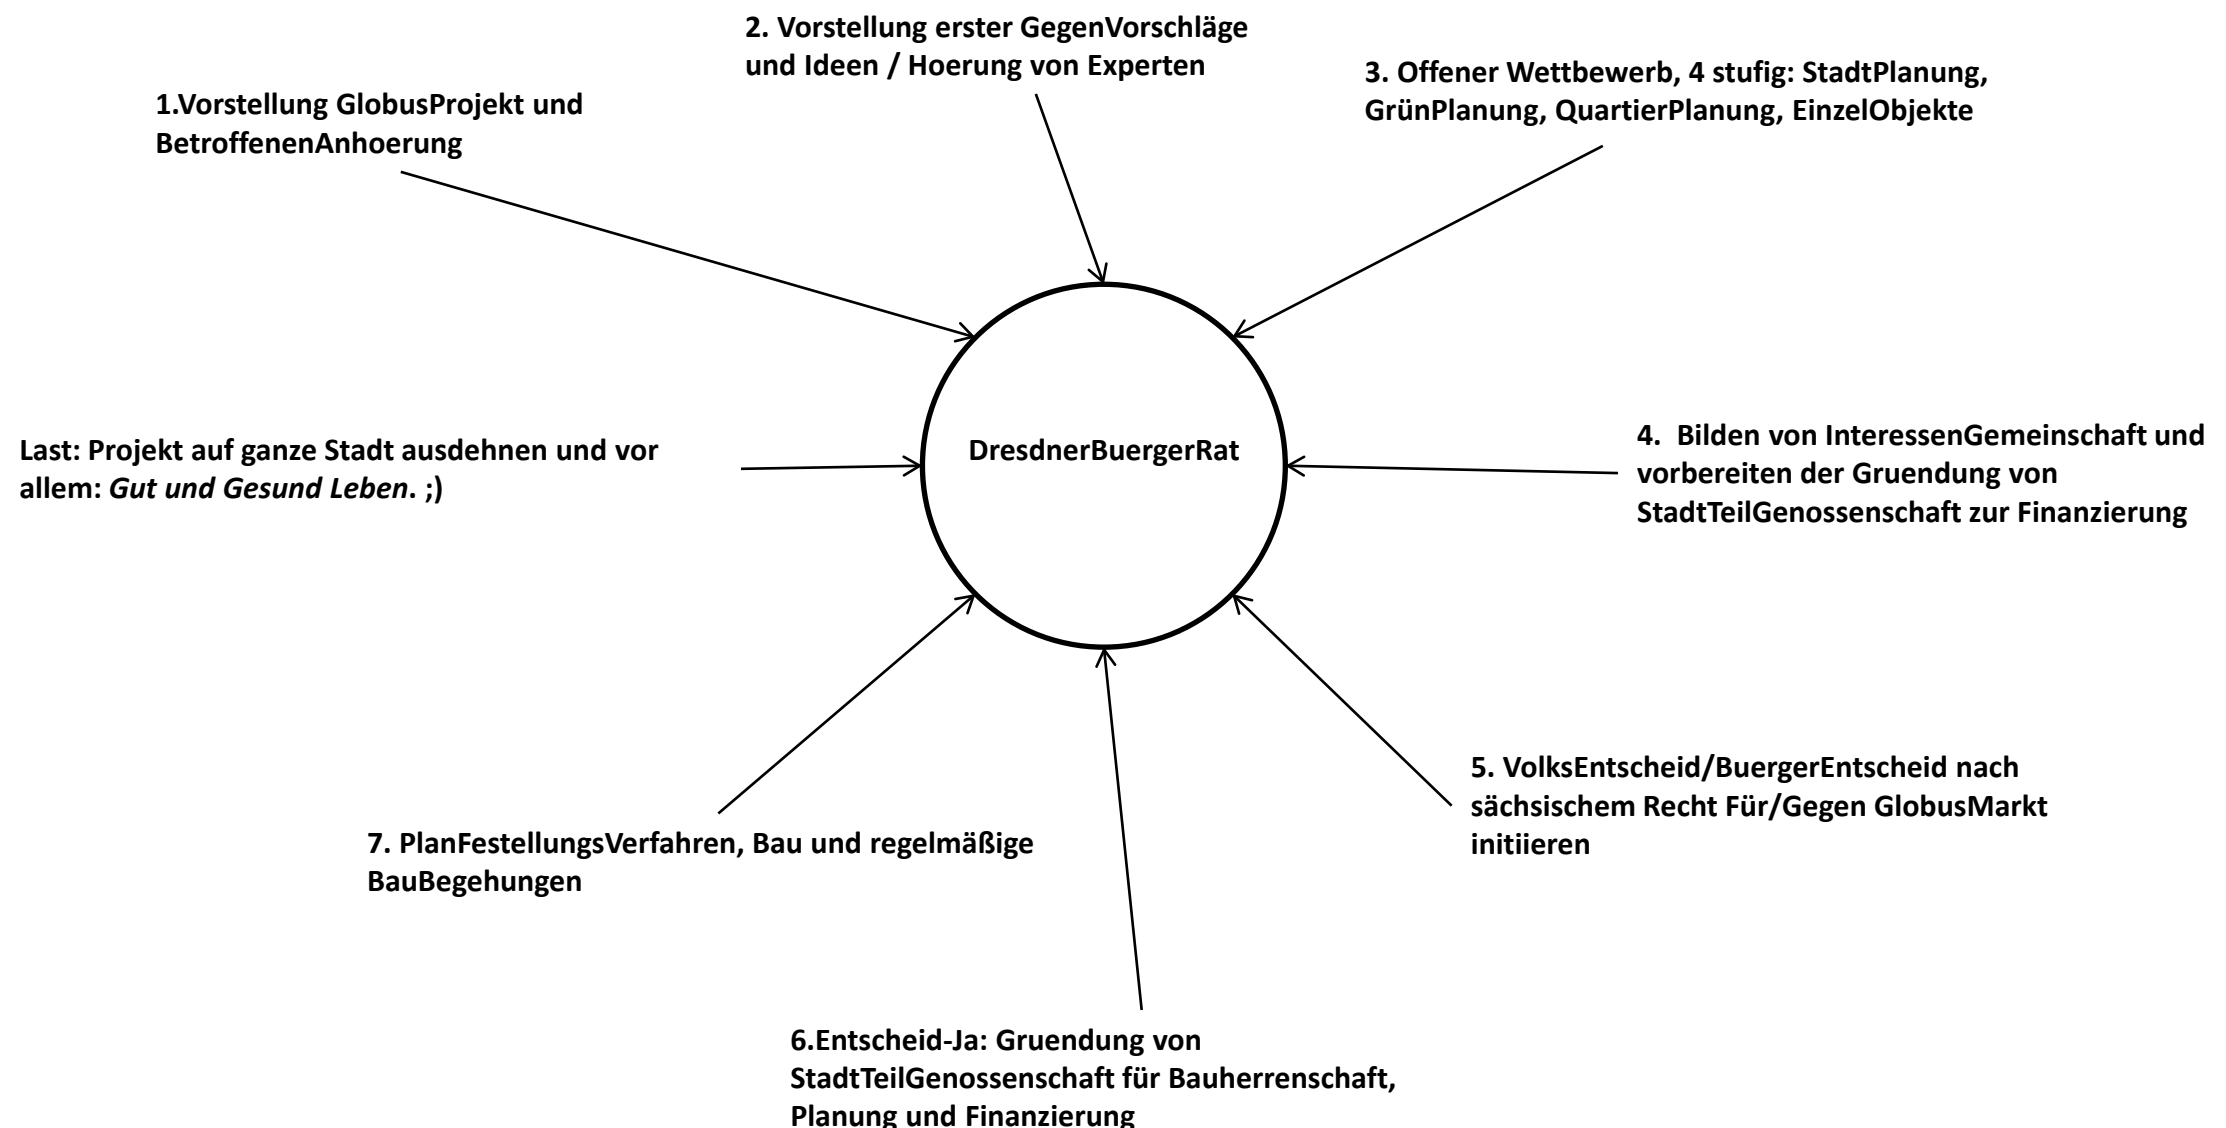 1.Vorstellung GlobusProjekt und
BetroffenenAnhoerung
2. Vorstellung erster GegenVorschläge
und Ideen / Hoerung von Experten
3. Offener Wettbewerb, 4 stufig: StadtPlanung,
GrünPlanung, QuartierPlanung, EinzelObjekte
4.  Bilden von InteressenGemeinschaft und
vorbereiten der Gruendung von
StadtTeilGenossenschaft zur Finanzierung
5. VolksEntscheid/BuergerEntscheid nach
sächsischem Recht Für/Gegen GlobusMarkt
initiieren
6.Entscheid-Ja: Gruendung von
StadtTeilGenossenschaft für Bauherrenschaft,
Planung und Finanzierung
7. PlanFestellungsVerfahren, Bau und regelmäßige
BauBegehungen
Last: Projekt auf ganze Stadt ausdehnen und vor
allem: Gut und Gesund Leben. ;)
DresdnerBuergerRat